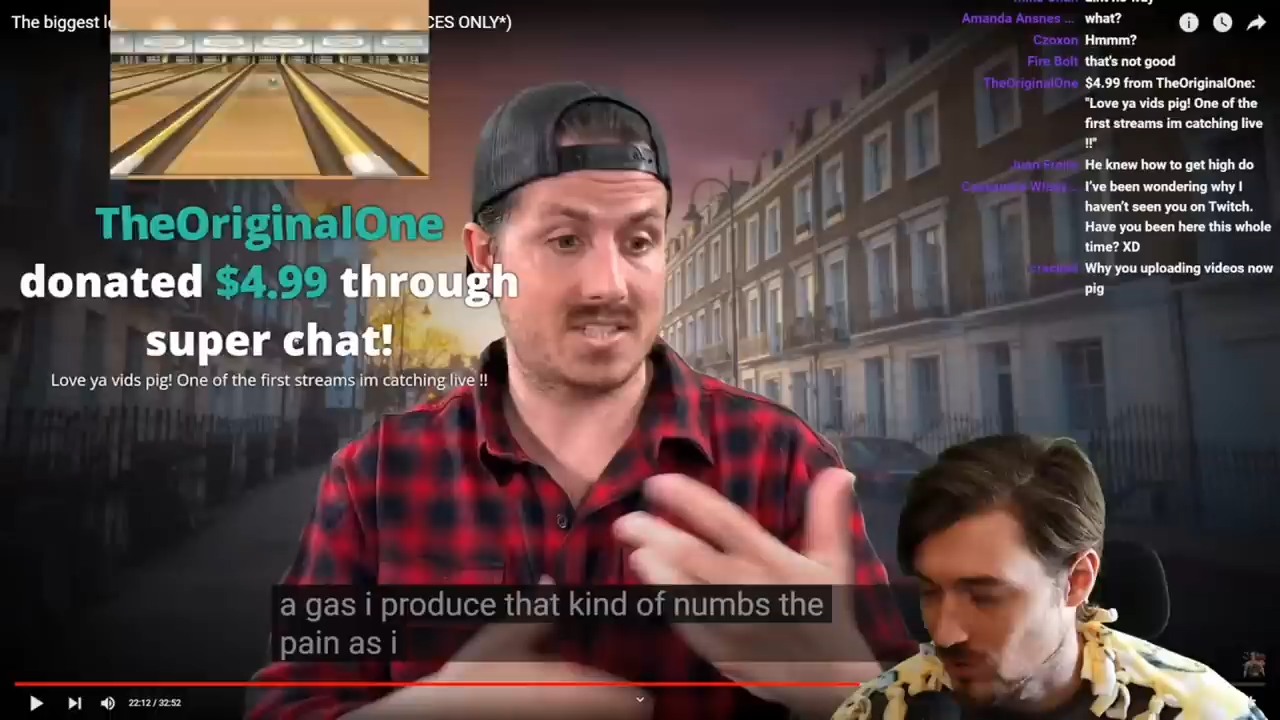 The biggest l
CES ONLY*)
Amanda Ansnes ... what?
Czoxon Hmmm?
Fire Bolt that's not good
TheOriginalOne $4.99 from TheOriginalOne:
"Love ya vids pig! One of the
first streams im catching live
!!"
He knew how to get high do
I've been wondering why I
haven't seen you on Twitch.
Have you been here this whole
time? XD
Why you uploading videos now
pig
TheOriginalOne
donated $4.99 through
super chat!
Love ya vids pig! One of the first streams im catching live !!
a gas i produce that kind of numbs the
pain as i
22:12 / 32:52